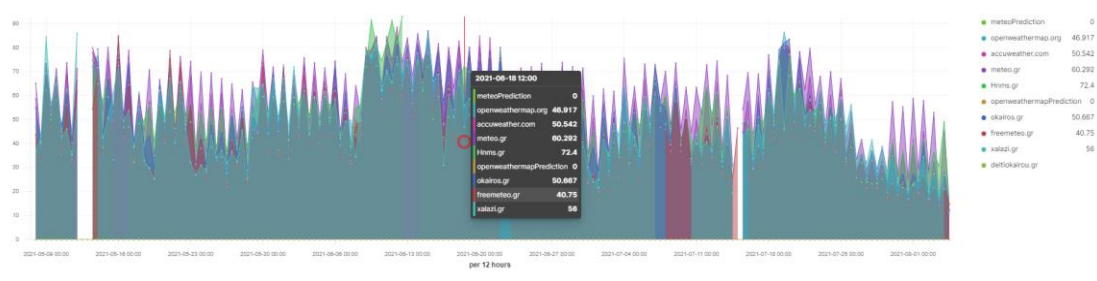 90
80
70
60
50
40
30
20
10
0
2021-05-09 00:00 2021-05-16 00:00 2021-05-23 00:00 2021-05-30 00:00 2021-06-06 00:00 2021-06-13 00:00 2021-06-20 00:00 2021-06-27 00:00 2021-07-04 00:00 2021-07-11 00:00 2021-07-18 00:00 2021-07-25 00:00 2021-08-01 00:00
per 12 hours
2021-06-18 12:00
meteoPrediction 0
openweathermap.org 46.917
accuweather.com 50.542
meteo.gr 60.292
Hnms.gr 72.4
openweathermapPrediction 0
okairos.gr 50.667
freemeteo.gr 40.75
xalazi.gr 56
meteoPrediction 0
openweathermap.org 46.917
accuweather.com 50.542
meteo.gr 60.292
Hnms.gr 72.4
openweathermapPrediction 0
okairos.gr 50.667
freemeteo.gr 40.75
xalazi.gr 56
deltiokairou.gr